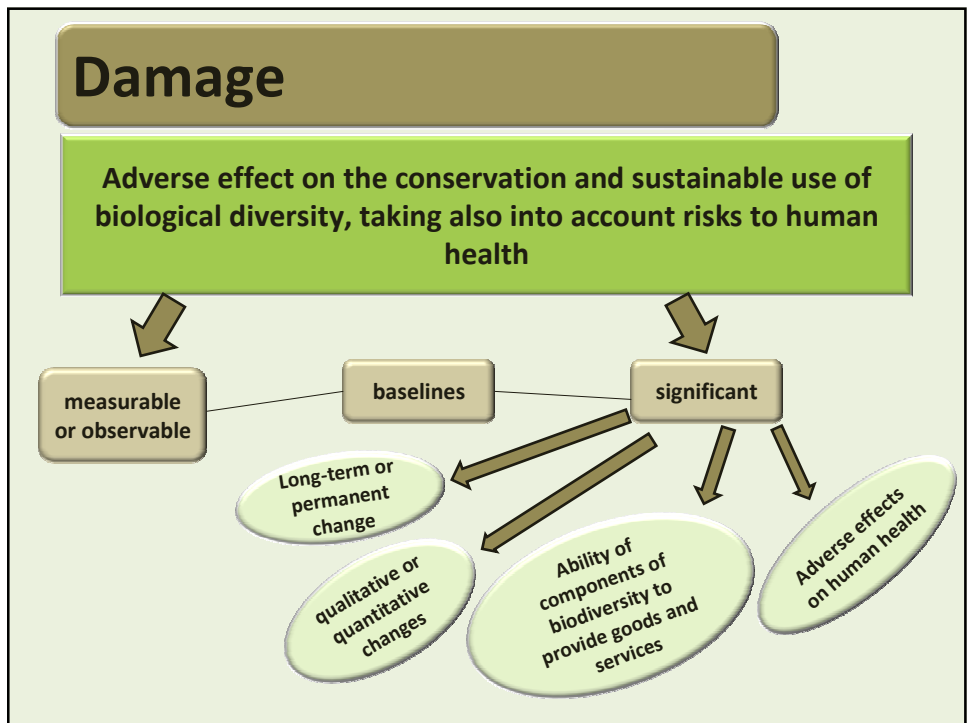 Damage
Adverse effect on the conservation and sustainable use of
biological diversity, taking also into account risks to human
health
measurable
or observable
baselines
significant
Long-term or
permanent
change
qualitative or
quantitative
changes
Ability of
components of
biodiversity to
provide goods and
services
Adverse effects
on human health